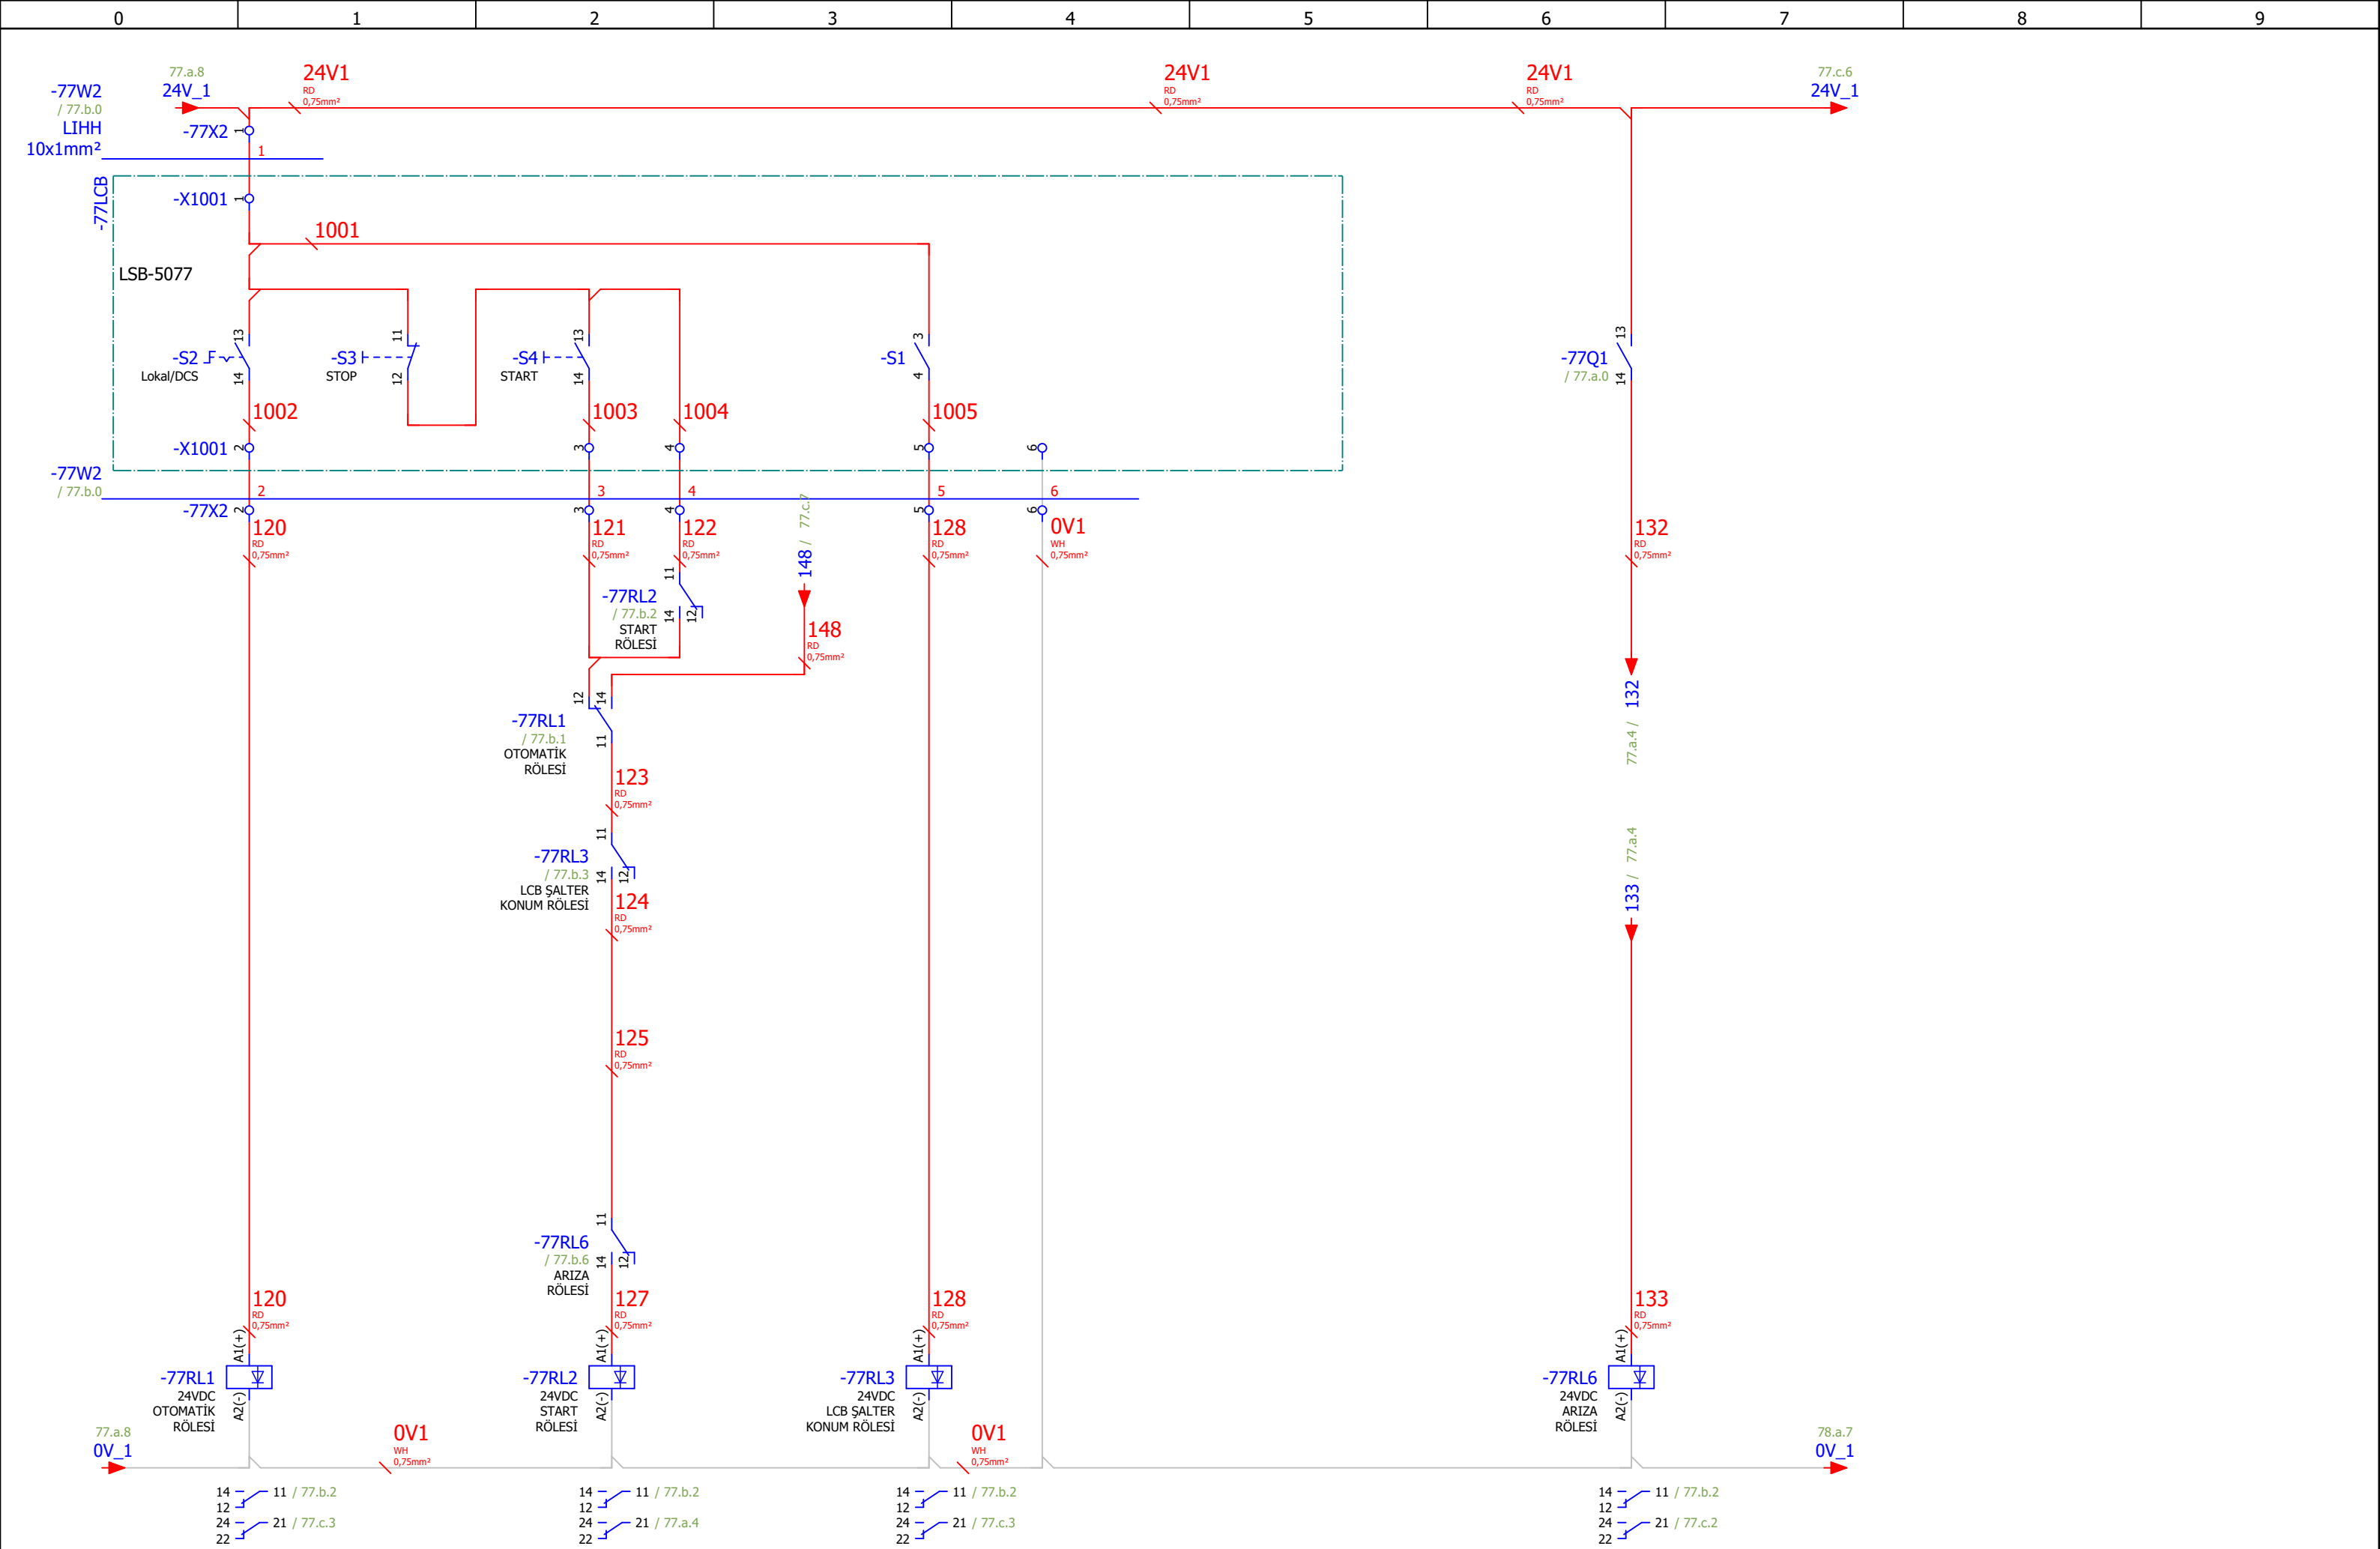 0 1 2 3 4 5 6 7 8 9
77.a.8
24V_1
-77W2
/ 77.b.0
LIHH
10x1mm²
24V1
RD
0,75mm²
24V1
RD
0,75mm²
24V1
RD
0,75mm²
77.c.6
24V_1
-77X2 1
1
-77LCB
-X1001 1
1001
LSB-5077
-S2
Lokal/DCS
13
14
-S3
STOP
11
12
-S4
START
13
14
-S1
3
4
-77Q1
/ 77.a.0
13
14
1002
1003
1004
1005
-X1001 2 3 4 5 6
-77W2
/ 77.b.0
2 3 4 5 6
-77X2 2 3 4 5 6
120
RD
0,75mm²
121
RD
0,75mm²
122
RD
0,75mm²
148 / 77.c.7
128
RD
0,75mm²
0V1
WH
0,75mm²
132
RD
0,75mm²
-77RL2
/ 77.b.2
START
RÖLESİ
11
14 12
148
RD
0,75mm²
132
77.a.4 /
-77RL1
/ 77.b.1
OTOMATİK
RÖLESİ
12 14
11
123
RD
0,75mm²
-77RL3
/ 77.b.3
LCB ŞALTER
KONUM RÖLESİ
11
14 12
124
RD
0,75mm²
133 / 77.a.4
125
RD
0,75mm²
-77RL6
/ 77.b.6
ARIZA
RÖLESİ
11
14 12
120
RD
0,75mm²
127
RD
0,75mm²
128
RD
0,75mm²
133
RD
0,75mm²
-77RL1
24VDC
OTOMATİK
RÖLESİ
A1(+)
A2(-)
-77RL2
24VDC
START
RÖLESİ
A1(+)
A2(-)
-77RL3
24VDC
LCB ŞALTER
KONUM RÖLESİ
A1(+)
A2(-)
-77RL6
24VDC
ARIZA
RÖLESİ
A1(+)
A2(-)
77.a.8
0V_1
0V1
WH
0,75mm²
0V1
WH
0,75mm²
78.a.7
0V_1
14 11 / 77.b.2
12
24 21 / 77.c.3
22
14 11 / 77.b.2
12
24 21 / 77.a.4
22
14 11 / 77.b.2
12
24 21 / 77.c.3
22
14 11 / 77.b.2
12
24 21 / 77.c.2
22